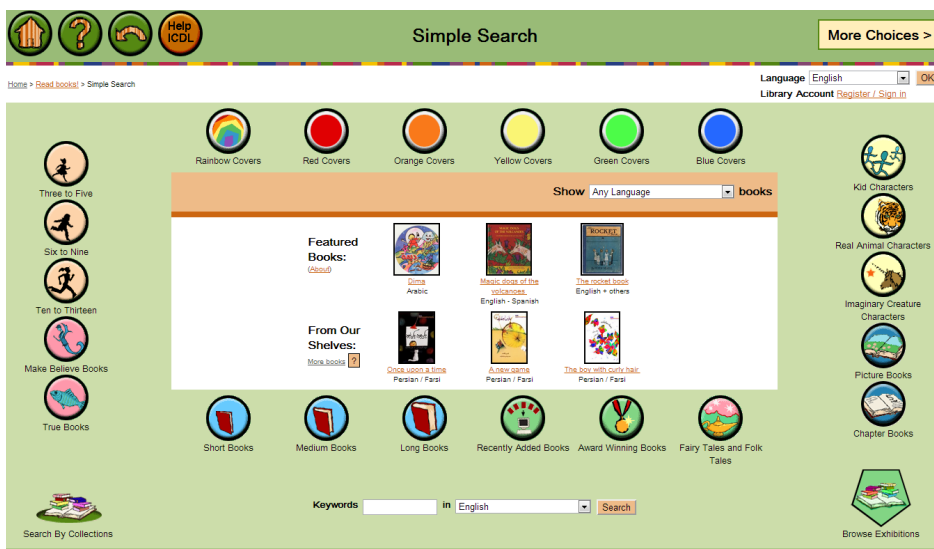 Help
ICDL
Simple Search
More Choices >
Home > Read books! > Simple Search
Language English OK
Library Account Register / Sign in
Rainbow Covers Red Covers Orange Covers Yellow Covers Green Covers Blue Covers
Three to Five
Six to Nine
Ten to Thirteen
Make Believe Books
True Books
Show Any Language books
Featured
Books:
(About)
ROCKET
Dima
Arabic
Magic dogs of the
volcanoes
English - Spanish
The rocket book
English + others
From Our
Shelves:
More books ?
Once upon a time
Persian / Farsi
A new game
Persian / Farsi
The boy with curly hair
Persian / Farsi
Kid Characters
Real Animal Characters
Imaginary Creature
Characters
Picture Books
Chapter Books
Short Books Medium Books Long Books Recently Added Books Award Winning Books Fairy Tales and Folk
Tales
Search By Collections
Keywords in English Search
Browse Exhibitions